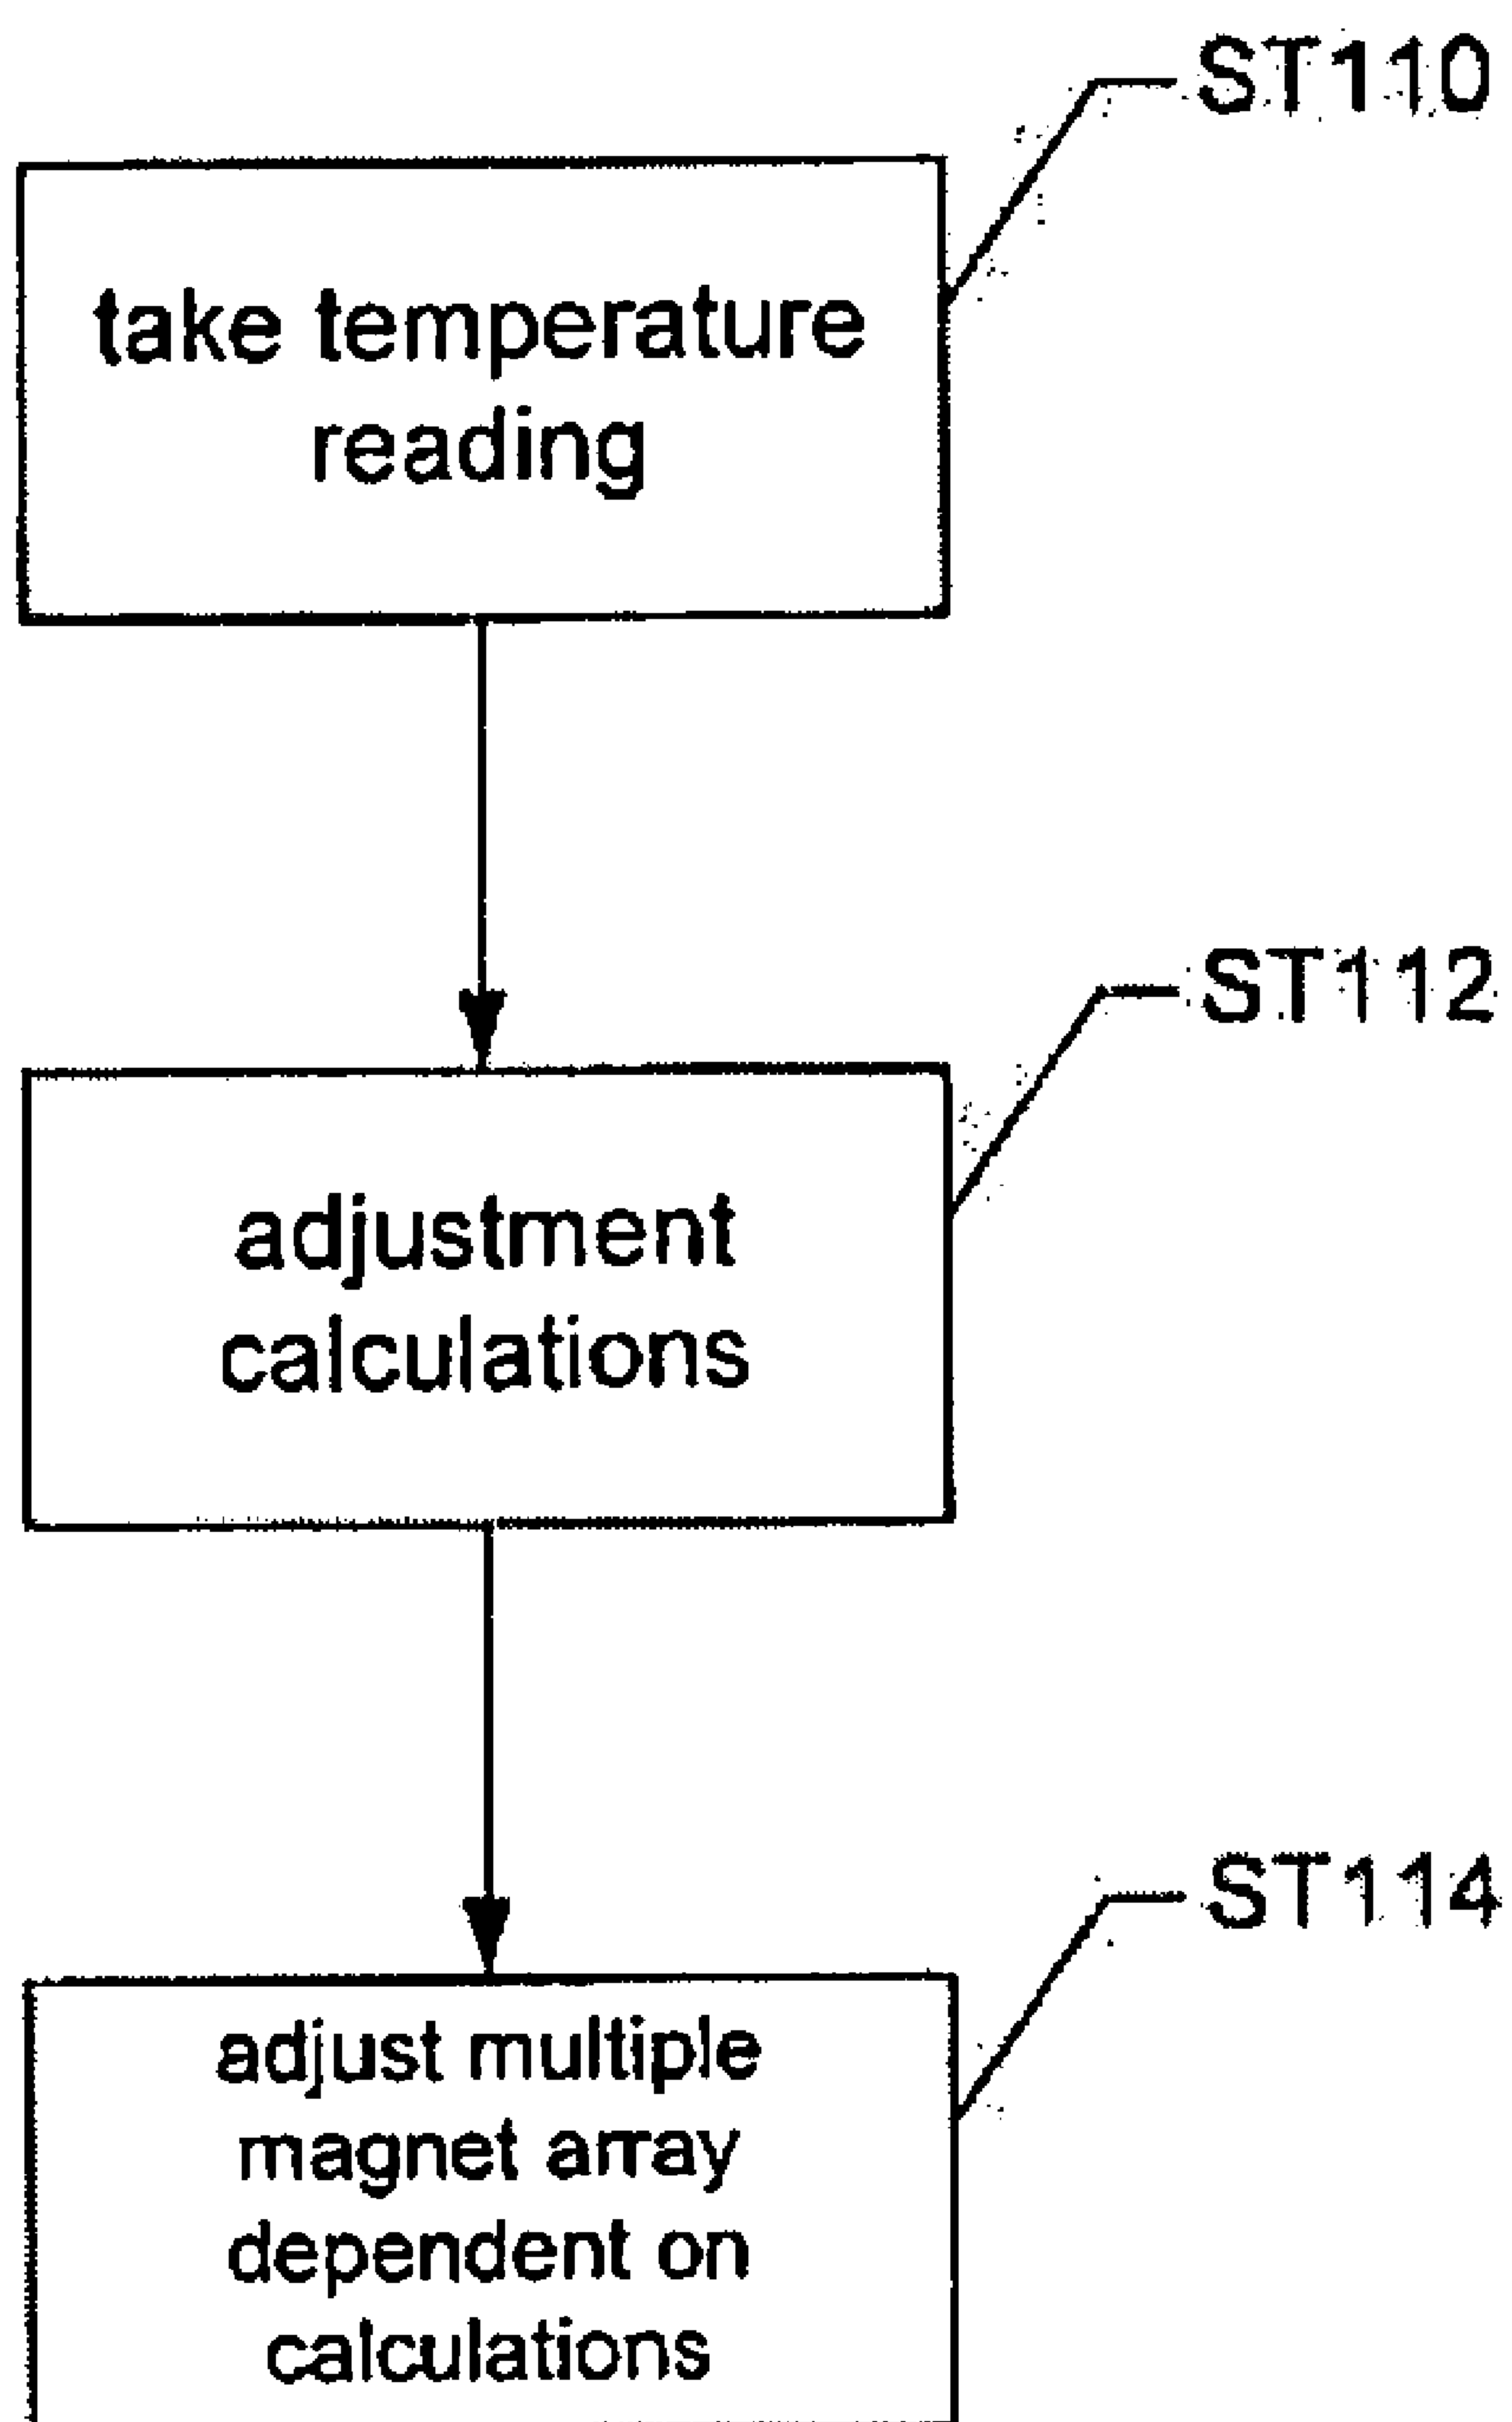 ST110
take temperature
reading
ST112
adjustment
calculations
ST114
adjust multiple
magnet array
dependent on
calculations